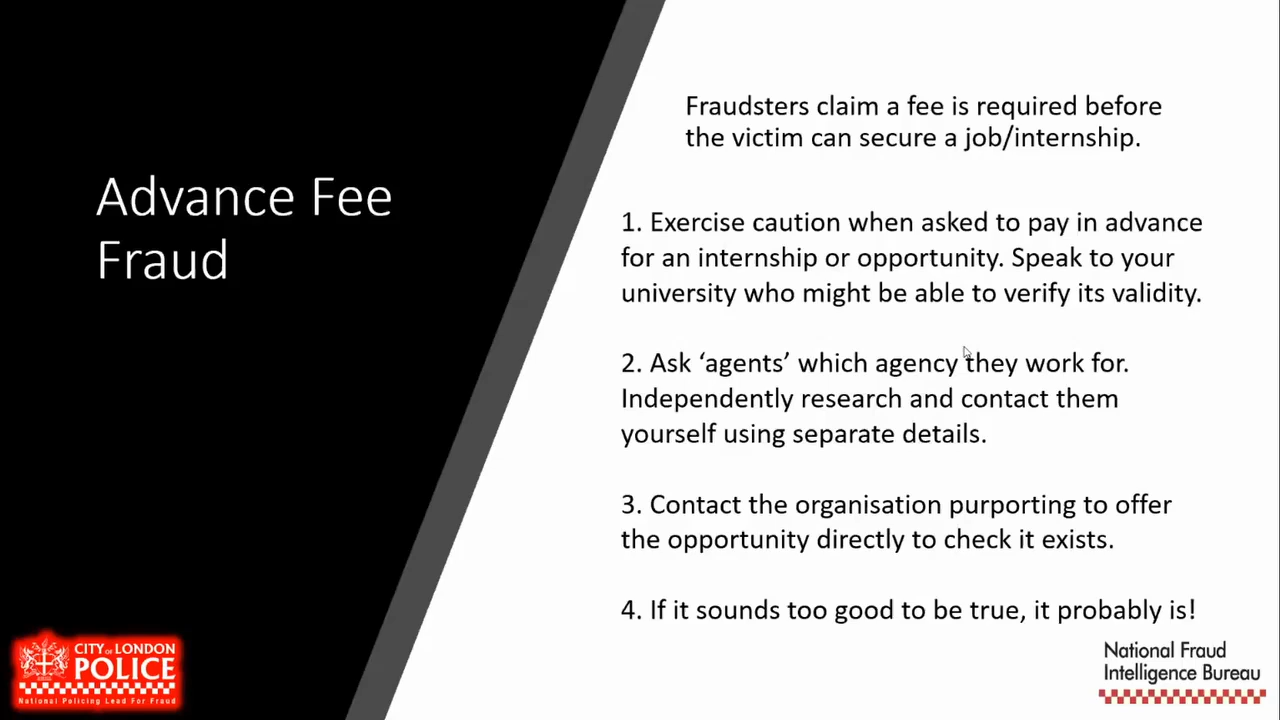 Advance Fee
Fraud
Fraudsters claim a fee is required before
the victim can secure a job/internship.
1. Exercise caution when asked to pay in advance
for an internship or opportunity. Speak to your
university who might be able to verify its validity.
2. Ask ‘agents’ which agency they work for.
Independently research and contact them
yourself using separate details.
3. Contact the organisation purporting to offer
the opportunity directly to check it exists.
4. If it sounds too good to be true, it probably is!
CITY OF LONDON
POLICE
National Policing Lead For Fraud
National Fraud
Intelligence Bureau